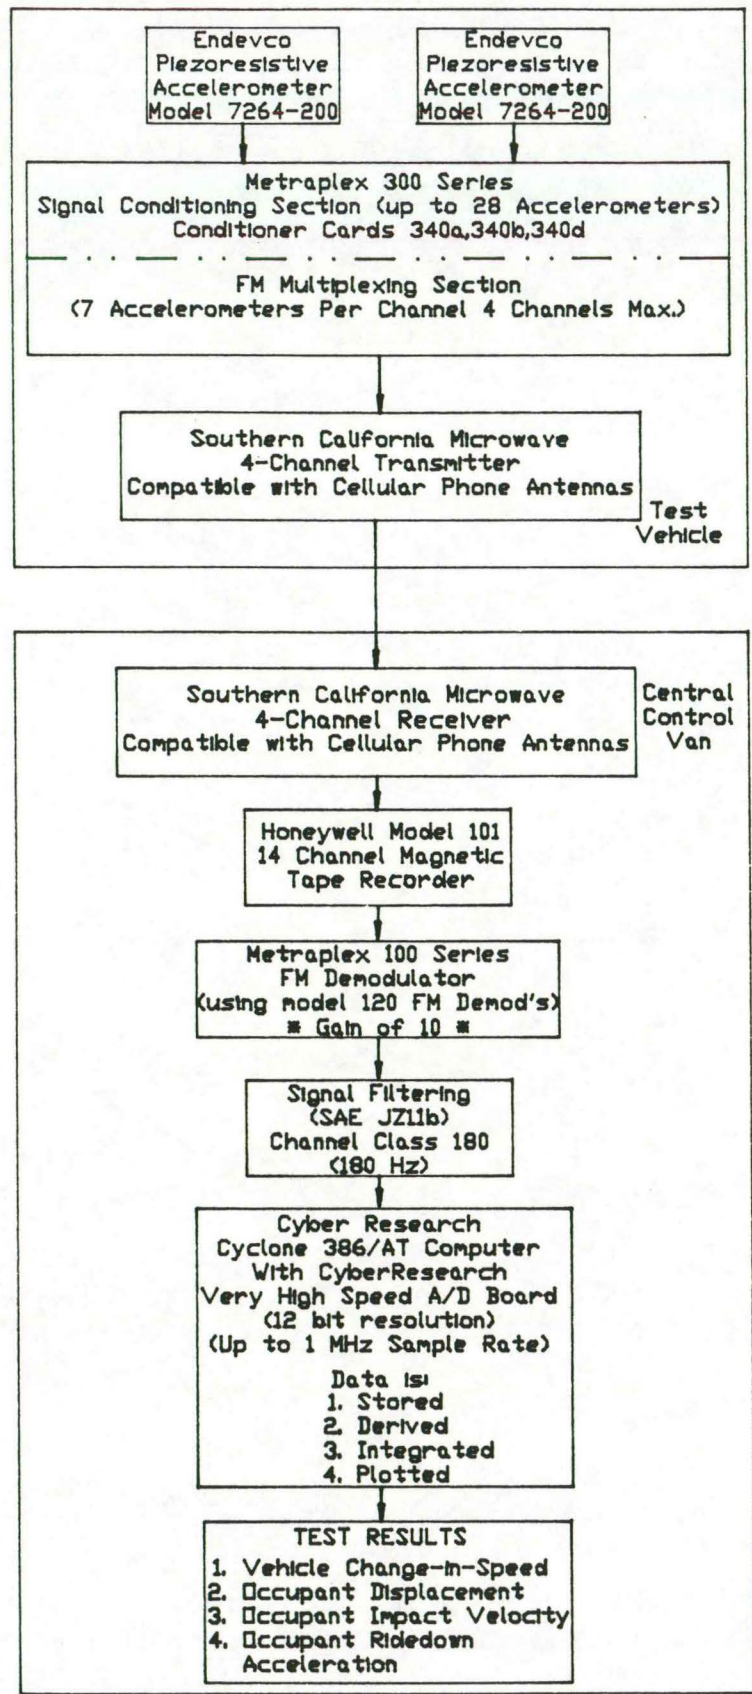 Endevco
Piezoresistive
Accelerometer
Model 7264-200
Endevco
Piezoresistive
Accelerometer
Model 7264-200
Metraplex 300 Series
Signal Conditioning Section (up to 28 Accelerometers)
Conditioner Cards 340a,340b,340d
FM Multiplexing Section
(7 Accelerometers Per Channel 4 Channels Max.)
Southern California Microwave
4-Channel Transmitter
Compatible with Cellular Phone Antennas
Test
Vehicle
Southern California Microwave
4-Channel Receiver
Compatible with Cellular Phone Antennas
Central
Control
Van
Honeywell Model 101
14 Channel Magnetic
Tape Recorder
Metraplex 100 Series
FM Demodulator
(using model 120 FM Demod's)
* Gain of 10 *
Signal Filtering
(SAE JZ11b)
Channel Class 180
(180 Hz)
Cyber Research
Cyclone 386/AT Computer
With CyberResearch
Very High Speed A/D Board
(12 bit resolution)
(Up to 1 MHz Sample Rate)
Data is:
1. Stored
2. Derived
3. Integrated
4. Plotted
TEST RESULTS
1. Vehicle Change-in-Speed
2. Occupant Displacement
3. Occupant Impact Velocity
4. Occupant Ridedown
Acceleration